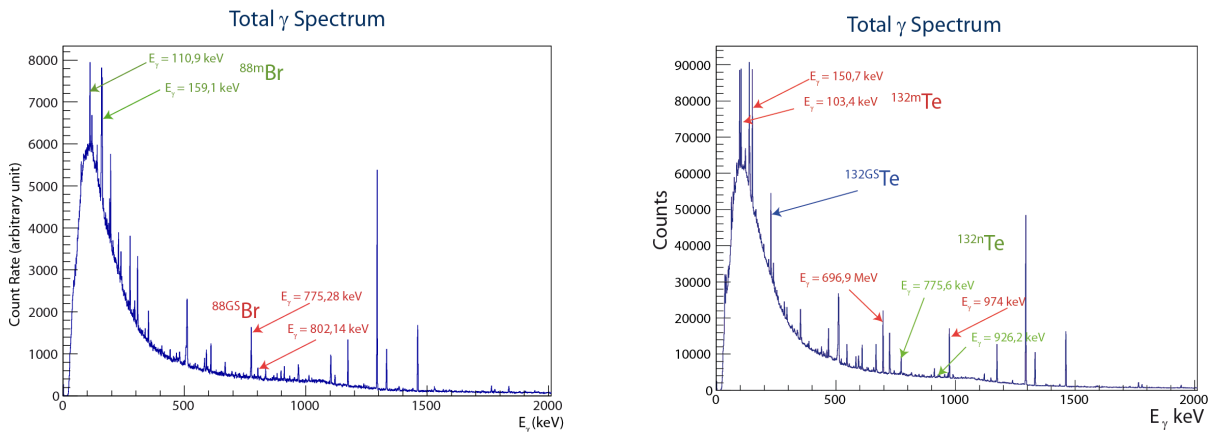 Total γ Spectrum
8000
7000
6000
5000
4000
3000
2000
1000
0
Count Rate (arbitrary unit)
Eγ = 110,9 keV
88mBr
Eγ = 159,1 keV
88GSBr
Eγ = 775,28 keV
Eγ = 802,14 keV
0
500
1000
1500
2000
Eγ (keV)
Total γ Spectrum
90000
80000
70000
60000
50000
40000
30000
20000
10000
0
Counts
Eγ = 150,7 keV
Eγ = 103,4 keV
132mTe
132GSTe
132nTe
Eγ = 696,9 MeV
Eγ = 775,6 keV
Eγ = 974 keV
Eγ = 926,2 keV
0
500
1000
1500
2000
Eγ keV